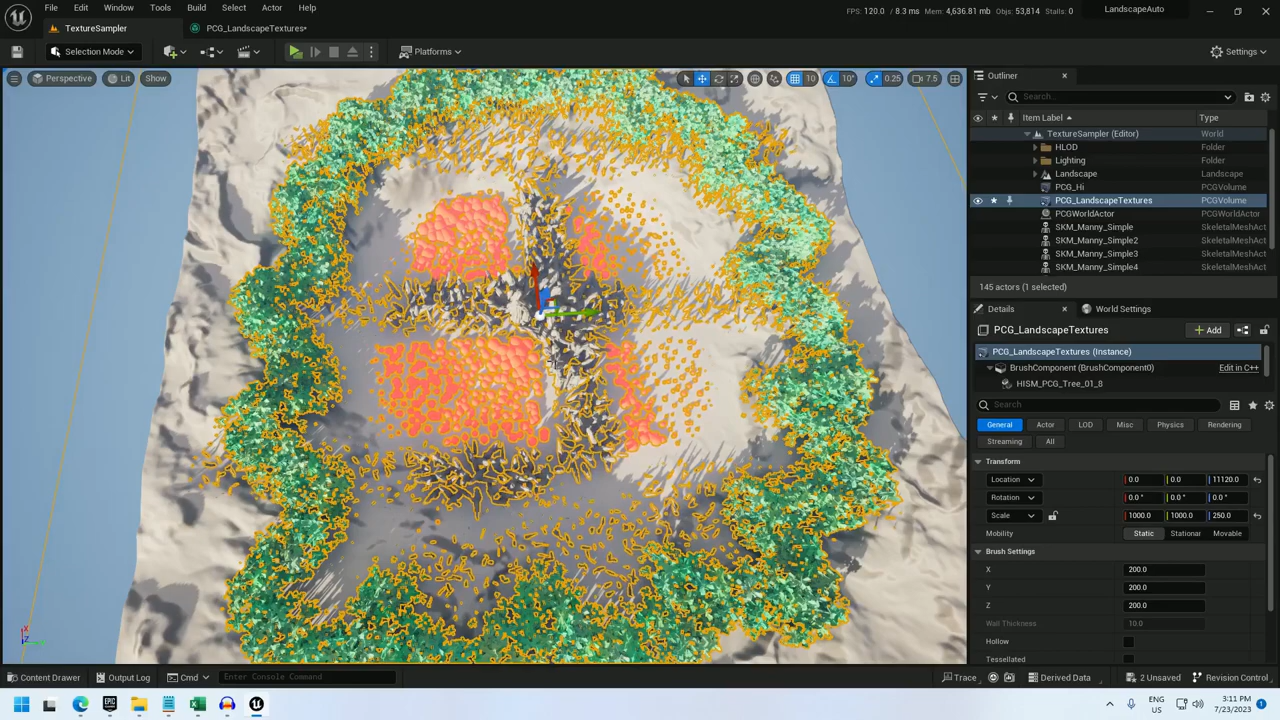 File Edit Window Tools Build Select Actor Help
FPS: 120.0 / 8.3 ms Mem: 4,636.81 mb Objs: 53,814 Stalls: 0
LandscapeAuto
TextureSampler
PCG_LandscapeTextures*
Selection Mode
Platforms
Settings
Perspective Lit Show
10 10° 0.25 7.5
Outliner
Search...
Item Label Type
TextureSampler (Editor) World
HLOD Folder
Lighting Folder
Landscape Landscape
PCG_Hi PCGVolume
PCG_LandscapeTextures PCGVolume
PCGWorldActor PCGWorldActor
SKM_Manny_Simple SkeletalMeshAct
SKM_Manny_Simple2 SkeletalMeshAct
SKM_Manny_Simple3 SkeletalMeshAct
SKM_Manny_Simple4 SkeletalMeshAct
145 actors (1 selected)
Details World Settings
PCG_LandscapeTextures Add
PCG_LandscapeTextures (Instance)
BrushComponent (BrushComponent0) Edit in C++
HISM_PCG_Tree_01_8
Search
General Actor LOD Misc Physics Rendering
Streaming All
Transform
Location 0.0 0.0 11120.0
Rotation 0.0 ° 0.0 ° 0.0 °
Scale 1000.0 1000.0 250.0
Mobility Static Stationar Movable
Brush Settings
X 200.0
Y 200.0
Z 200.0
Wall Thickness 10.0
Hollow
Tessellated
X
Z
Content Drawer Output Log Cmd Enter Console Command
Trace Derived Data 2 Unsaved Revision Control
ENG
US
3:11 PM
7/23/2023
1